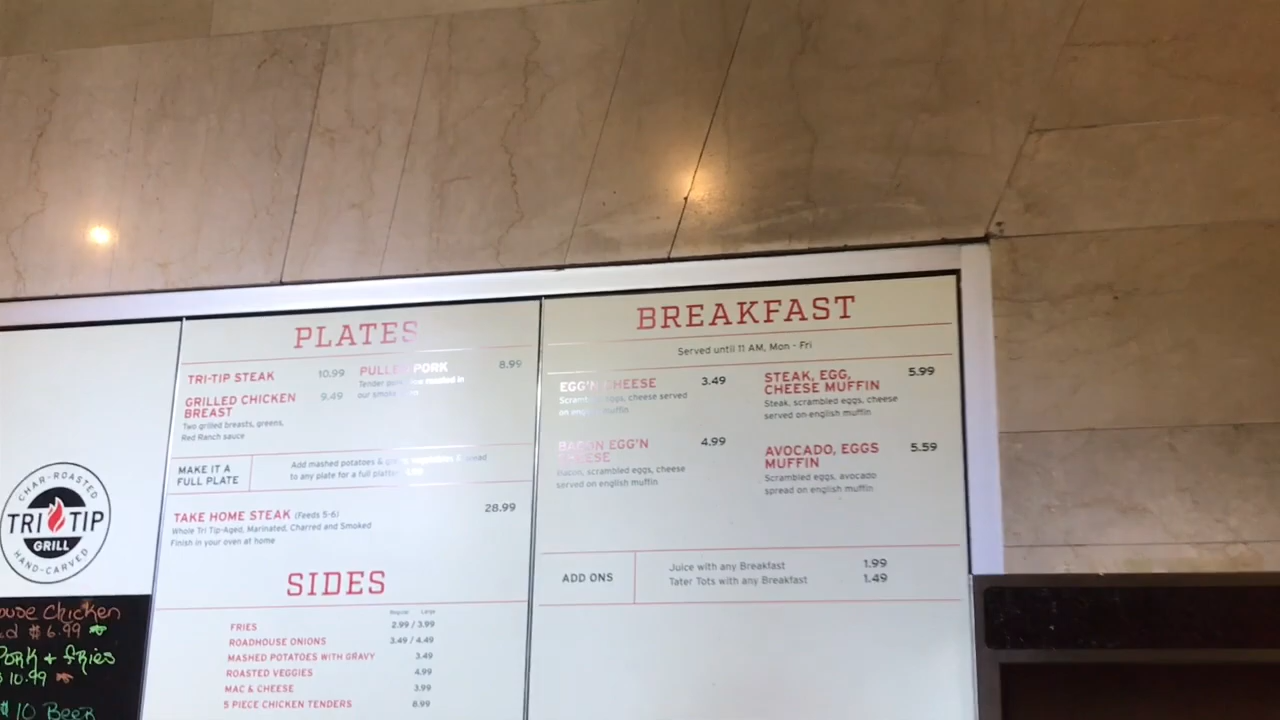 CHAR-ROASTED
TRI TIP
GRILL
HAND-CARVED
Chicken
$6.99
PORK + fRies
10.99
$10 Beer
PLATES
TRI-TIP STEAK 10.99
GRILLED CHICKEN
BREAST 9.49
Two grilled breasts, greens,
Red Ranch sauce
PULLED PORK 8.99
Tender pork roasted in
our smoke
MAKE IT A
FULL PLATE
Add mashed potatoes & vegetables & bread
to any plate for a full platter
TAKE HOME STEAK (Feeds 5-6) 28.99
Whole Tri Tip-Aged, Marinated, Charred and Smoked
Finish in your oven at home
SIDES
Regular Large
FRIES 2.99 / 3.99
ROADHOUSE ONIONS 3.49 / 4.49
MASHED POTATOES WITH GRAVY 3.49
ROASTED VEGGIES 4.99
MAC & CHEESE 3.99
5 PIECE CHICKEN TENDERS 6.99
BREAKFAST
Served until 11 AM, Mon - Fri
EGG'N CHEESE 3.49
Scrambled eggs, cheese served
on english muffin
BACON EGG'N
CHEESE 4.99
Bacon, scrambled eggs, cheese
served on english muffin
STEAK, EGG,
CHEESE MUFFIN 5.99
Steak, scrambled eggs, cheese
served on english muffin
AVOCADO, EGGS
MUFFIN 5.59
Scrambled eggs, avocado
spread on english muffin
ADD ONS
Juice with any Breakfast 1.99
Tater Tots with any Breakfast 1.49